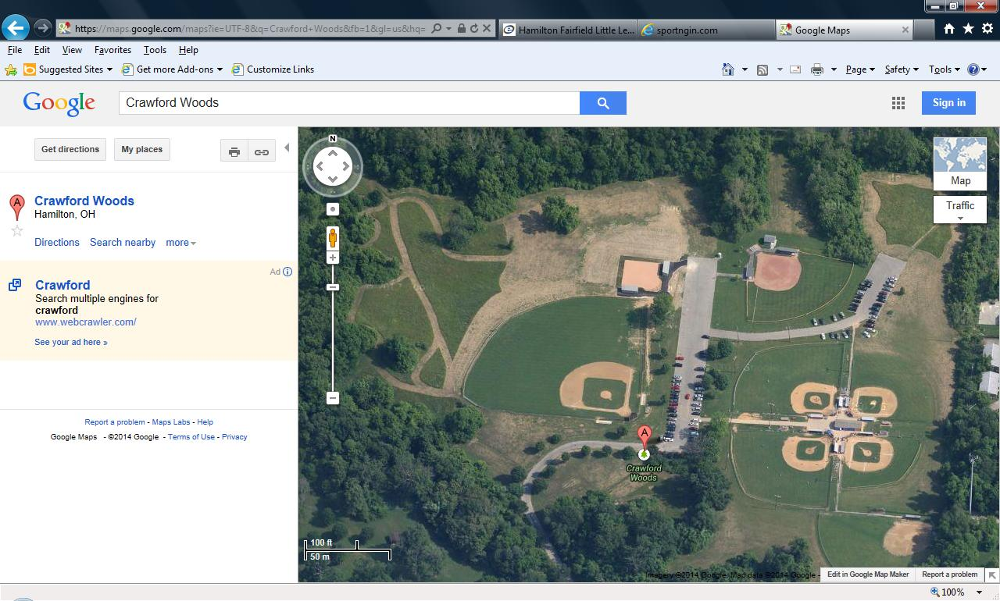 https://maps.google.com/maps?ie=UTF-8&q=Crawford+Woods&fb=1&gl=us&hq=
Hamilton Fairfield Little Le...
sportngin.com
Google Maps
File Edit View Favorites Tools Help
Suggested Sites Get more Add-ons Customize Links
Page Safety Tools
Google
Crawford Woods
Sign in
Get directions
My places
N
Map
Traffic
A
Crawford Woods
Hamilton, OH
Directions Search nearby more
Ad
Crawford
Search multiple engines for
crawford
www.webcrawler.com/
See your ad here »
Report a problem - Maps Labs - Help
Google Maps - ©2014 Google - Terms of Use - Privacy
A
Crawford
Woods
100 ft
50 m
Imagery ©2014 Google, Map data ©2014 Google -
Edit in Google Map Maker
Report a problem
100%